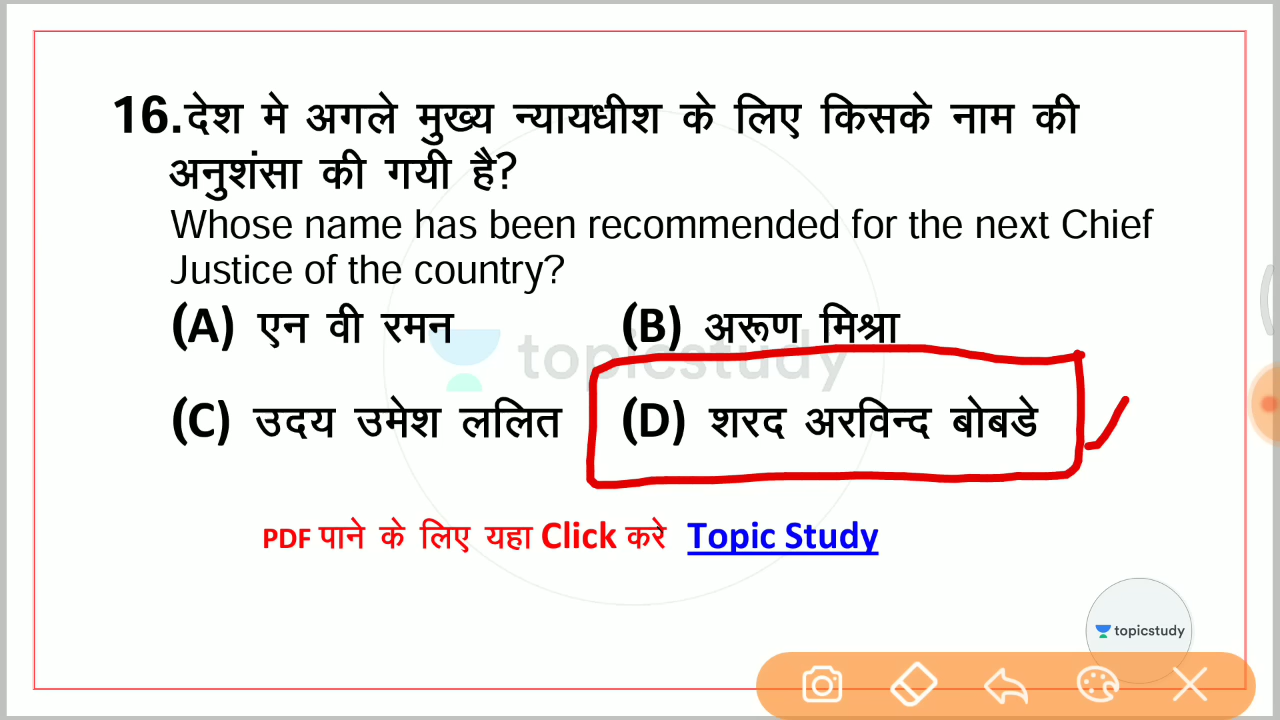 16.देश मे अगले मुख्य न्यायधीश के लिए किसके नाम की
अनुशंसा की गयी है?
Whose name has been recommended for the next Chief
Justice of the country?
(A) एन वी रमन (B) अरूण मिश्रा
topicstudy
(C) उदय उमेश ललित (D) शरद अरविन्द बोबडे
PDF पाने के लिए यहा Click करे Topic Study
topicstudy